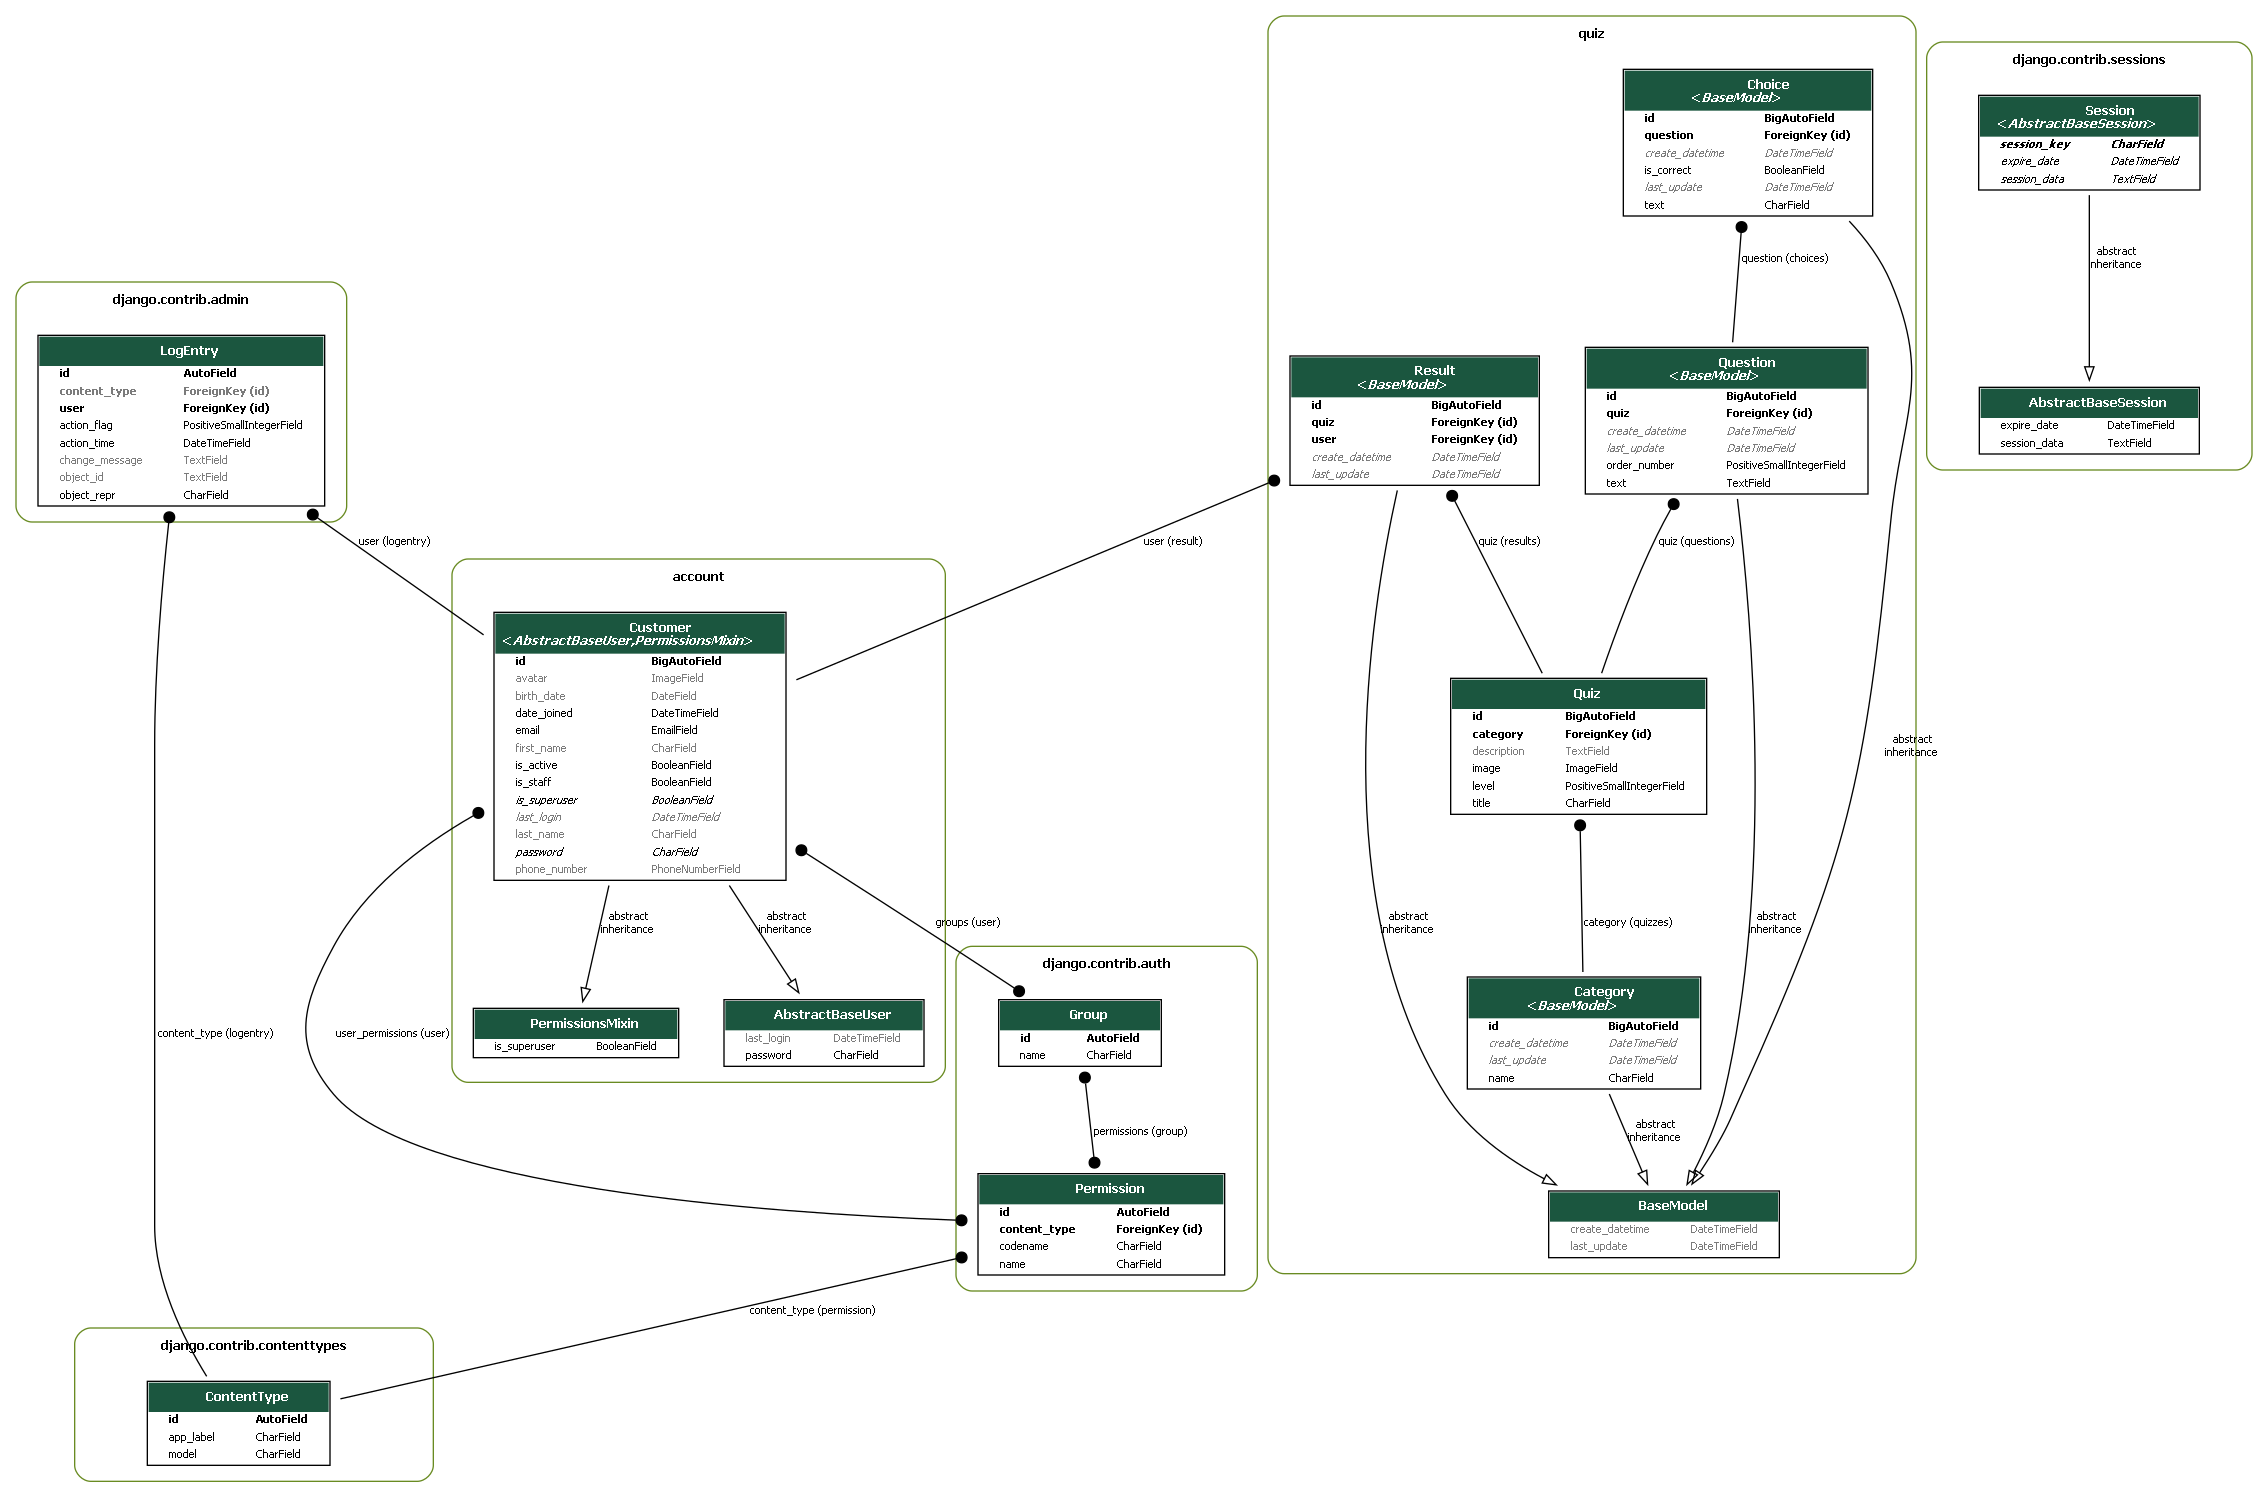 quiz
Choice
<BaseModel>
id BigAutoField
question ForeignKey (id)
create_datetime DateTimeField
is_correct BooleanField
last_update DateTimeField
text CharField
question (choices)
django.contrib.sessions
Session
<AbstractBaseSession>
session_key CharField
expire_date DateTimeField
session_data TextField
abstract
inheritance
AbstractBaseSession
expire_date DateTimeField
session_data TextField
django.contrib.admin
LogEntry
id AutoField
content_type ForeignKey (id)
user ForeignKey (id)
action_flag PositiveSmallIntegerField
action_time DateTimeField
change_message TextField
object_id TextField
object_repr CharField
user (logentry)
Result
<BaseModel>
id BigAutoField
quiz ForeignKey (id)
user ForeignKey (id)
create_datetime DateTimeField
last_update DateTimeField
Question
<BaseModel>
id BigAutoField
quiz ForeignKey (id)
create_datetime DateTimeField
last_update DateTimeField
order_number PositiveSmallIntegerField
text TextField
user (result)
quiz (results)
quiz (questions)
account
Customer
<AbstractBaseUser,PermissionsMixin>
id BigAutoField
avatar ImageField
birth_date DateField
date_joined DateTimeField
email EmailField
first_name CharField
is_active BooleanField
is_staff BooleanField
is_superuser BooleanField
last_login DateTimeField
last_name CharField
password CharField
phone_number PhoneNumberField
Quiz
id BigAutoField
category ForeignKey (id)
description TextField
image ImageField
level PositiveSmallIntegerField
title CharField
abstract
inheritance
abstract
inheritance
abstract
inheritance
groups (user)
abstract
inheritance
category (quizzes)
abstract
inheritance
PermissionsMixin
is_superuser BooleanField
AbstractBaseUser
last_login DateTimeField
password CharField
django.contrib.auth
Group
id AutoField
name CharField
Category
<BaseModel>
id BigAutoField
create_datetime DateTimeField
last_update DateTimeField
name CharField
content_type (logentry)
user_permissions (user)
permissions (group)
abstract
inheritance
Permission
id AutoField
content_type ForeignKey (id)
codename CharField
name CharField
BaseModel
create_datetime DateTimeField
last_update DateTimeField
content_type (permission)
django.contrib.contenttypes
ContentType
id AutoField
app_label CharField
model CharField